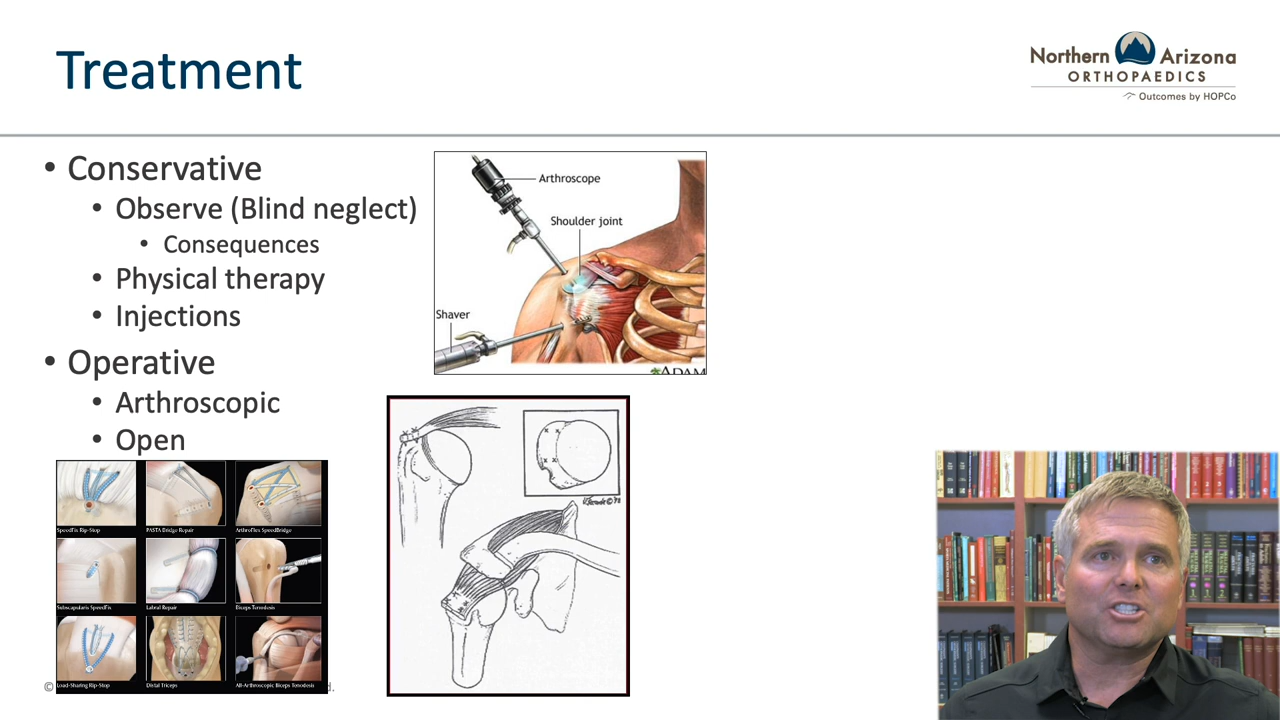 Treatment
Northern Arizona
ORTHOPAEDICS
Outcomes by HOPCo
• Conservative
• Observe (Blind neglect)
• Consequences
• Physical therapy
• Injections
• Operative
• Arthroscopic
• Open
Arthroscope
Shoulder joint
Shaver
ADAM
SpeedFix Rip-Stop
PASTA Bridge Repair
ArthroFlex SpeedBridge
Subscapularis SpeedFix
Labral Repair
Biceps Tenodesis
Load-Sharing Rip-Stop
Distal Triceps
All-Arthroscopic Biceps Tenodesis
©
d.